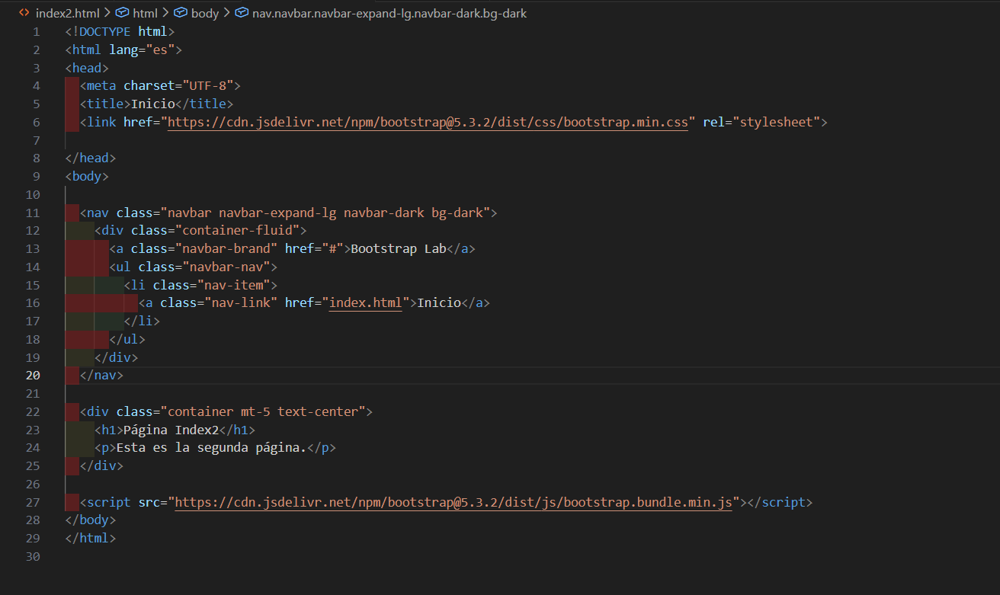 index2.html > html > body > nav.navbar.navbar-expand-lg.navbar-dark.bg-dark
1 <!DOCTYPE html>
2 <html lang="es">
3 <head>
4 <meta charset="UTF-8">
5 <title>Inicio</title>
6 <link href="https://cdn.jsdelivr.net/npm/bootstrap@5.3.2/dist/css/bootstrap.min.css" rel="stylesheet">
7
8 </head>
9 <body>
10
11 <nav class="navbar navbar-expand-lg navbar-dark bg-dark">
12 <div class="container-fluid">
13 <a class="navbar-brand" href="#">Bootstrap Lab</a>
14 <ul class="navbar-nav">
15 <li class="nav-item">
16 <a class="nav-link" href="index.html">Inicio</a>
17 </li>
18 </ul>
19 </div>
20 </nav>
21
22 <div class="container mt-5 text-center">
23 <h1>Página Index2</h1>
24 <p>Esta es la segunda página.</p>
25 </div>
26
27 <script src="https://cdn.jsdelivr.net/npm/bootstrap@5.3.2/dist/js/bootstrap.bundle.min.js"></script>
28 </body>
29 </html>
30